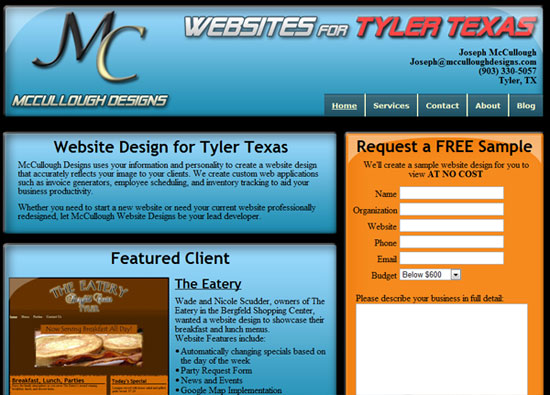 MC
WEBSITES FOR TYLER TEXAS
Joseph McCullough
Joseph@mcculloughdesigns.com
(903) 330-5057
Tyler, TX
MCCULLOUGH DESIGNS
Home Services Contact About Blog
Website Design for Tyler Texas
McCullough Designs uses your information and personality to create a website design
that accurately reflects your image to your clients. We create custom web applications
such as invoice generators, employee scheduling, and inventory tracking to aid your
business productivity.
Whether you need to start a new website or need your current website professionally
redesigned, let McCullough Website Designs be your lead developer.
Request a FREE Sample
We'll create a sample website design for you to
view AT NO COST
Name
Organization
Website
Phone
Email
Budget Below $600
Please describe your business in full detail:
Featured Client
THE EATERY
TYLER
Now Serving Breakfast All Day!
Breakfast, Lunch, Parties
Today's Special
The Eatery
Wade and Nicole Scudder, owners of The
Eatery in the Bergfeld Shopping Center,
wanted a website design to showcase their
breakfast and lunch menus.
Website Features include:
• Automatically changing specials based on
the day of the week
• Party Request Form
• News and Events
• Google Map Implementation